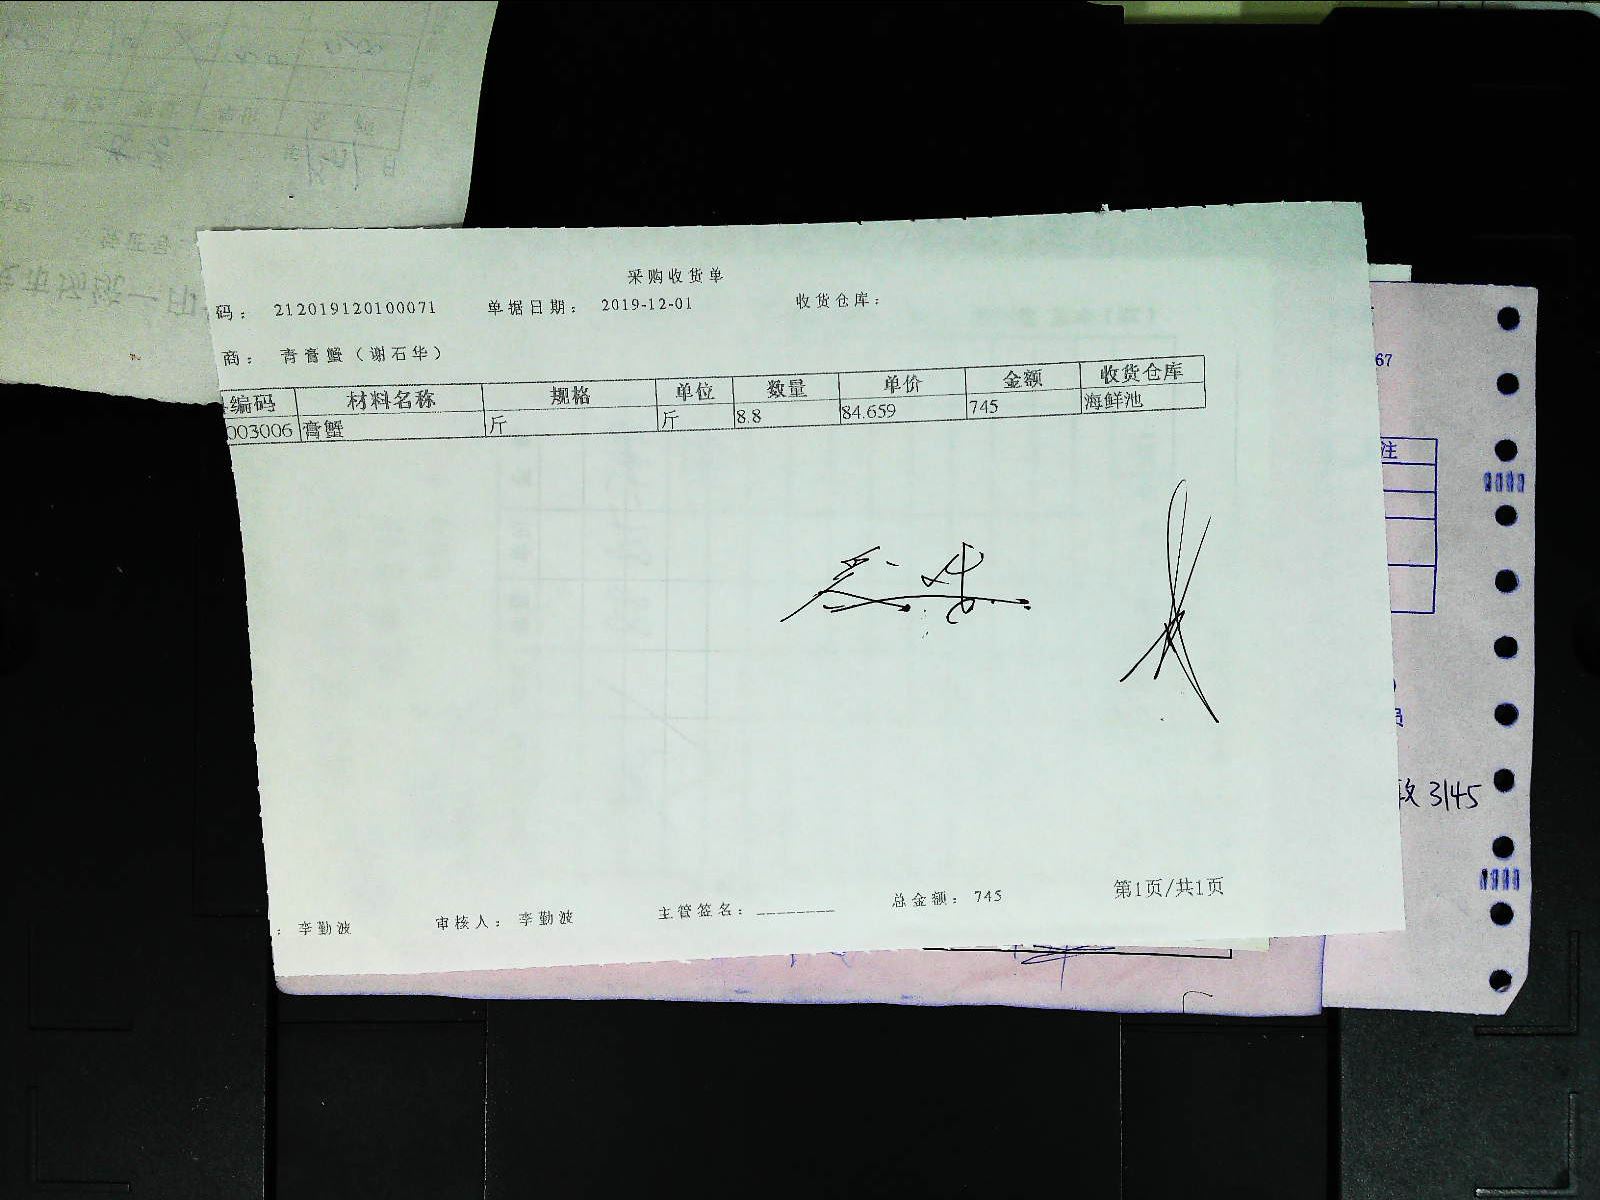 采购收货单
码： 212019120100071 单据日期： 2019-12-01 收货仓库：
商： 青膏蟹（谢石华）
编码 材料名称 规格 单位 数量 单价 金额 收货仓库
003006 膏蟹 斤 斤 8.8 84.659 745 海鲜池
： 李勤波 审核人： 李勤波 主管签名： ________ 总金额： 745 第1页/共1页
67
注
员
3145